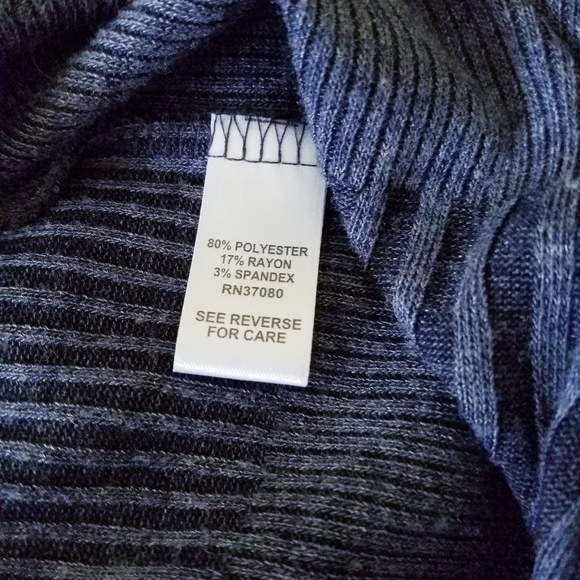 80% POLYESTER
17% RAYON
3% SPANDEX
RN37080
SEE REVERSE
FOR CARE